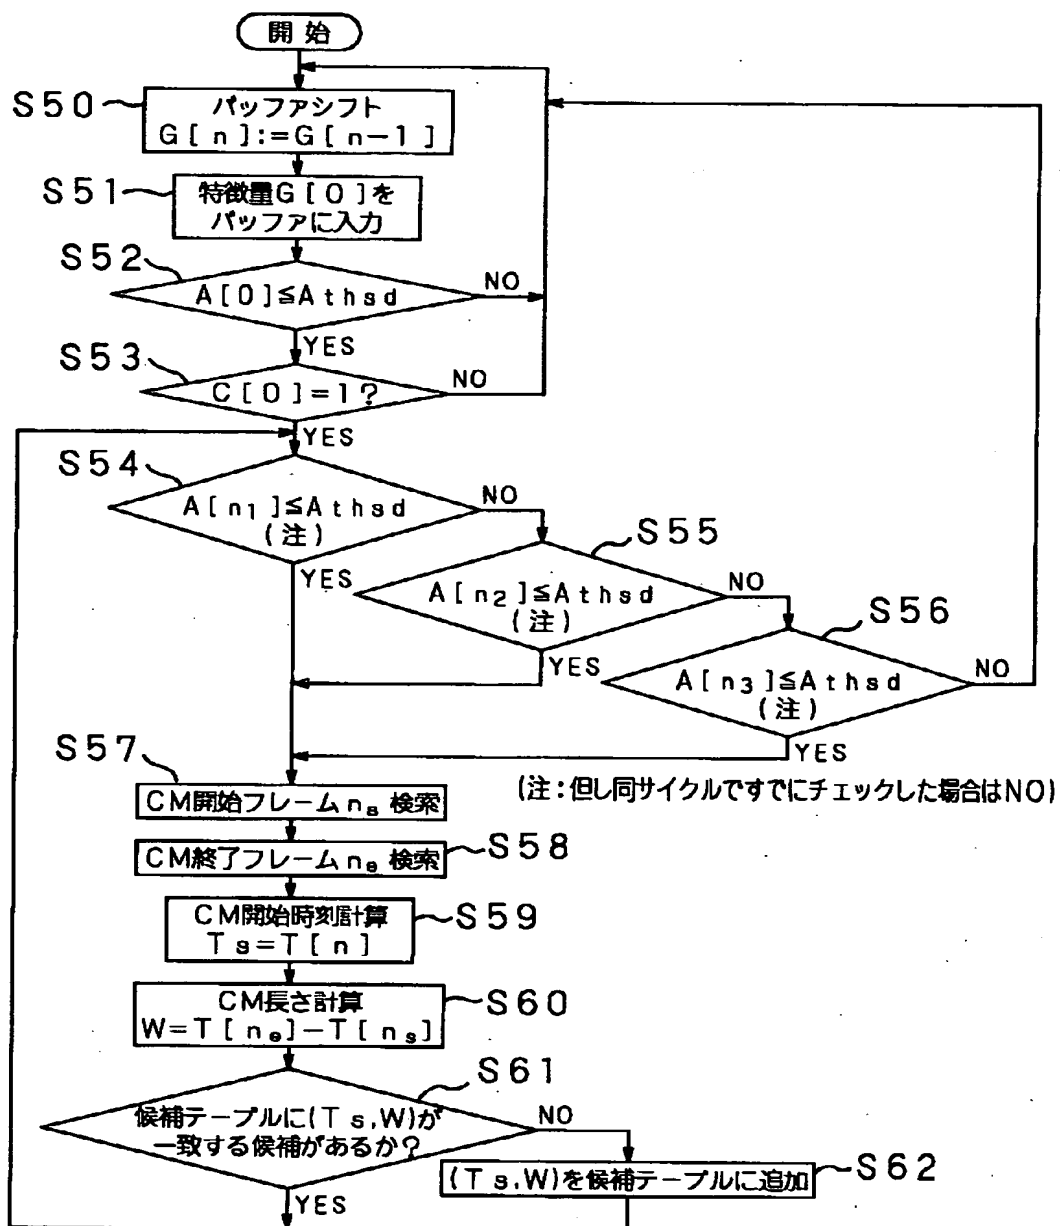 開始
S50
バッファシフト
G[n]:=G[n−1]
S51
特徴量G[0]を
バッファに入力
S52
A[0]≦Athsd
NO
YES
S53
C[0]=1?
NO
YES
S54
A[n1]≦Athsd
(注)
NO
YES
S55
A[n2]≦Athsd
(注)
NO
YES
S56
A[n3]≦Athsd
(注)
NO
YES
(注:但し同サイクルですでにチェックした場合はNO)
S57
CM開始フレームns検索
S58
CM終了フレームne検索
S59
CM開始時刻計算
Ts=T[n]
S60
CM長さ計算
W=T[ne]−T[ns]
S61
候補テーブルに(Ts,W)が
一致する候補があるか?
NO
YES
S62
(Ts,W)を候補テーブルに追加